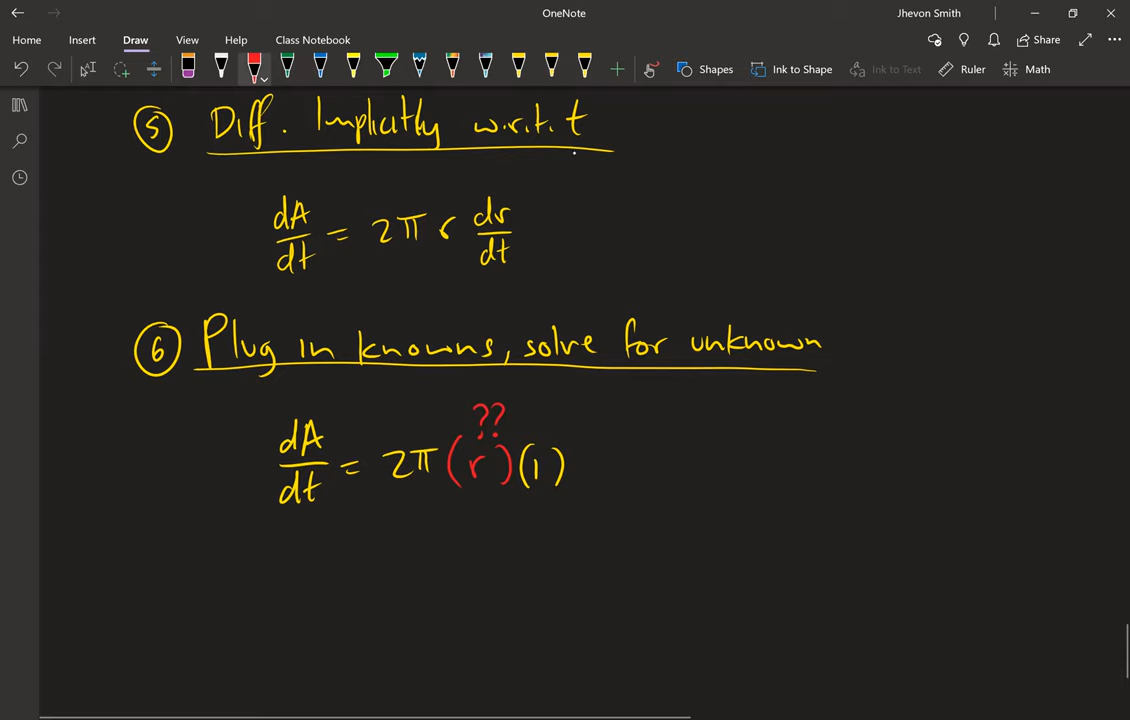 OneNote
Jhevon Smith
Home Insert Draw View Help Class Notebook
Share
Shapes Ink to Shape Ink to Text Ruler Math
5 Diff. Implicitly w.r.t. t
dA/dt = 2π r dr/dt
6 Plug in knowns, solve for unknown
??
dA/dt = 2π (r) (1)